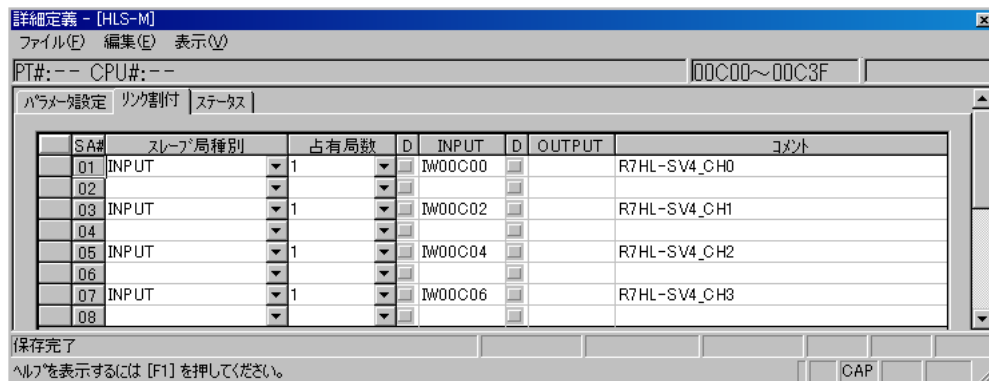 詳細定義 - [HLS-M]
ファイル(F) 編集(E) 表示(V)
PT#:-- CPU#:-- 00C00～00C3F
パラメータ設定 リンク割付 ステータス
SA# スレーブ局種別 占有局数 D INPUT D OUTPUT コメント
01 INPUT 1 IW00C00 R7HL-SV4_CH0
02
03 INPUT 1 IW00C02 R7HL-SV4_CH1
04
05 INPUT 1 IW00C04 R7HL-SV4_CH2
06
07 INPUT 1 IW00C06 R7HL-SV4_CH3
08
保存完了
ヘルプを表示するには [F1] を押してください。 CAP